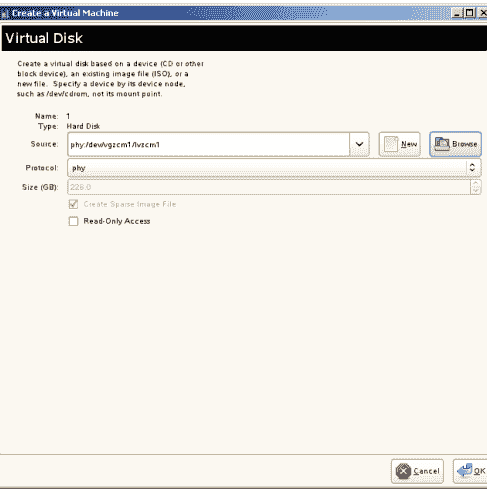 Create a Virtual Machine
Virtual Disk
Create a virtual disk based on a device (CD or other
block device), an existing image file (ISO), or a
new file. Specify a device by its device node,
such as /dev/cdrom, not its mount point.
Name: 1
Type: Hard Disk
Source: phy:/dev/vgzcm1/lvzcm1 New Browse
Protocol: phy
Size (GB): 226.0
Create Sparse Image File
Read-Only Access
Cancel OK